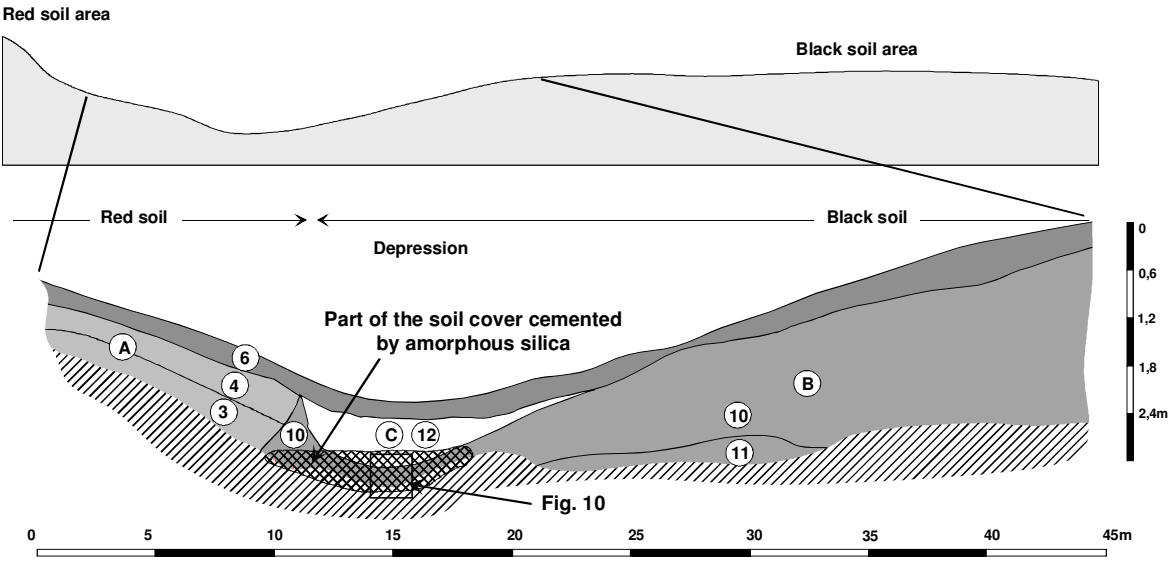 Red soil area
Black soil area
Red soil
Black soil
Depression
0
0,6
1,2
1,8
2,4m
Part of the soil cover cemented
by amorphous silica
A
6
4
3
10
C
12
B
10
11
Fig. 10
0
5
10
15
20
25
30
35
40
45m